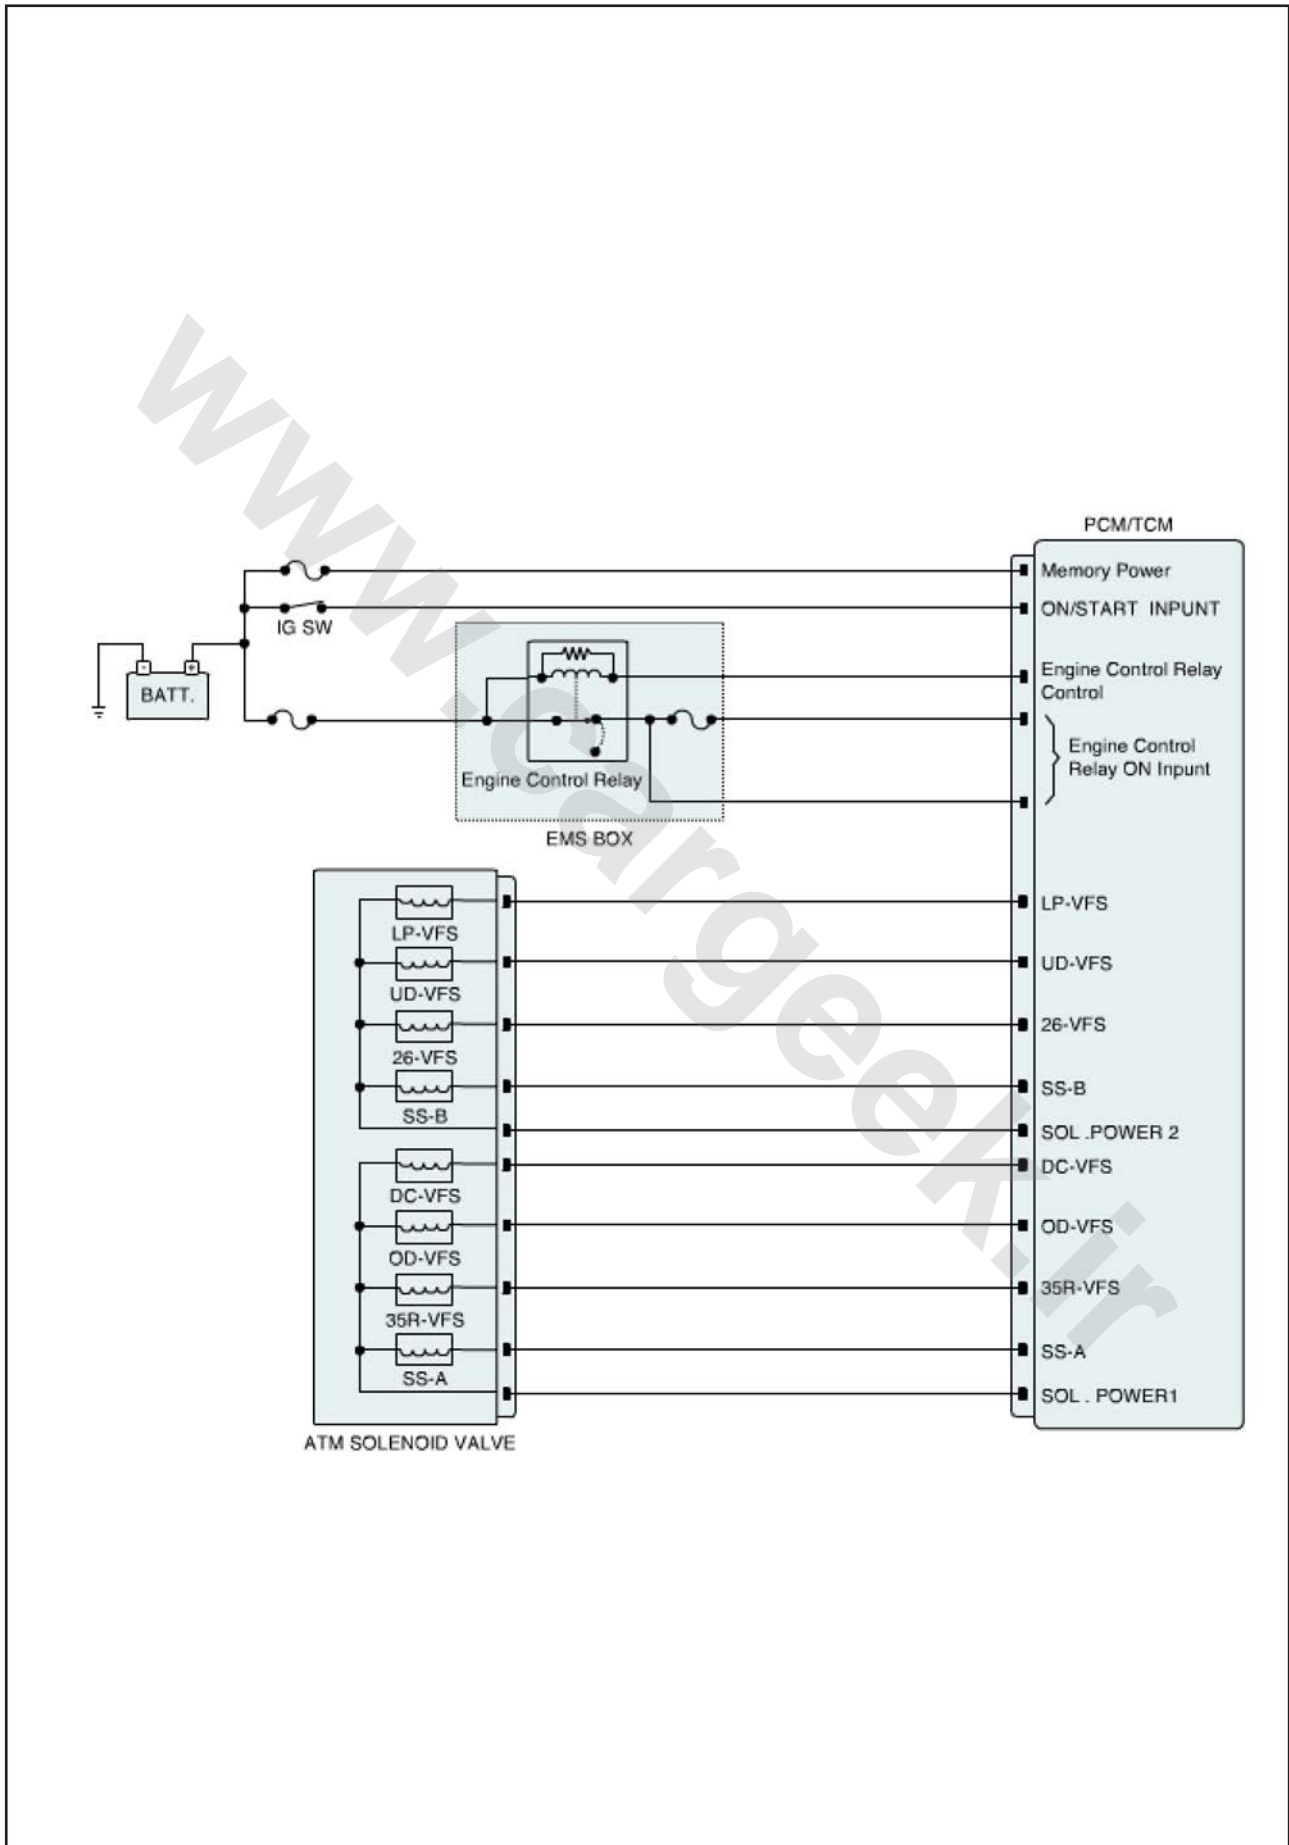 PCM/TCM
Memory Power
ON/START INPUNT
IG SW
Engine Control Relay
Control
- +
BATT.
Engine Control
Relay ON Inpunt
Engine Control Relay
EMS BOX
LP-VFS
LP-VFS
UD-VFS
UD-VFS
26-VFS
26-VFS
SS-B
SS-B
SOL .POWER 2
DC-VFS
DC-VFS
OD-VFS
OD-VFS
35R-VFS
35R-VFS
SS-A
SS-A
SOL . POWER1
ATM SOLENOID VALVE
www.cargeek.ir